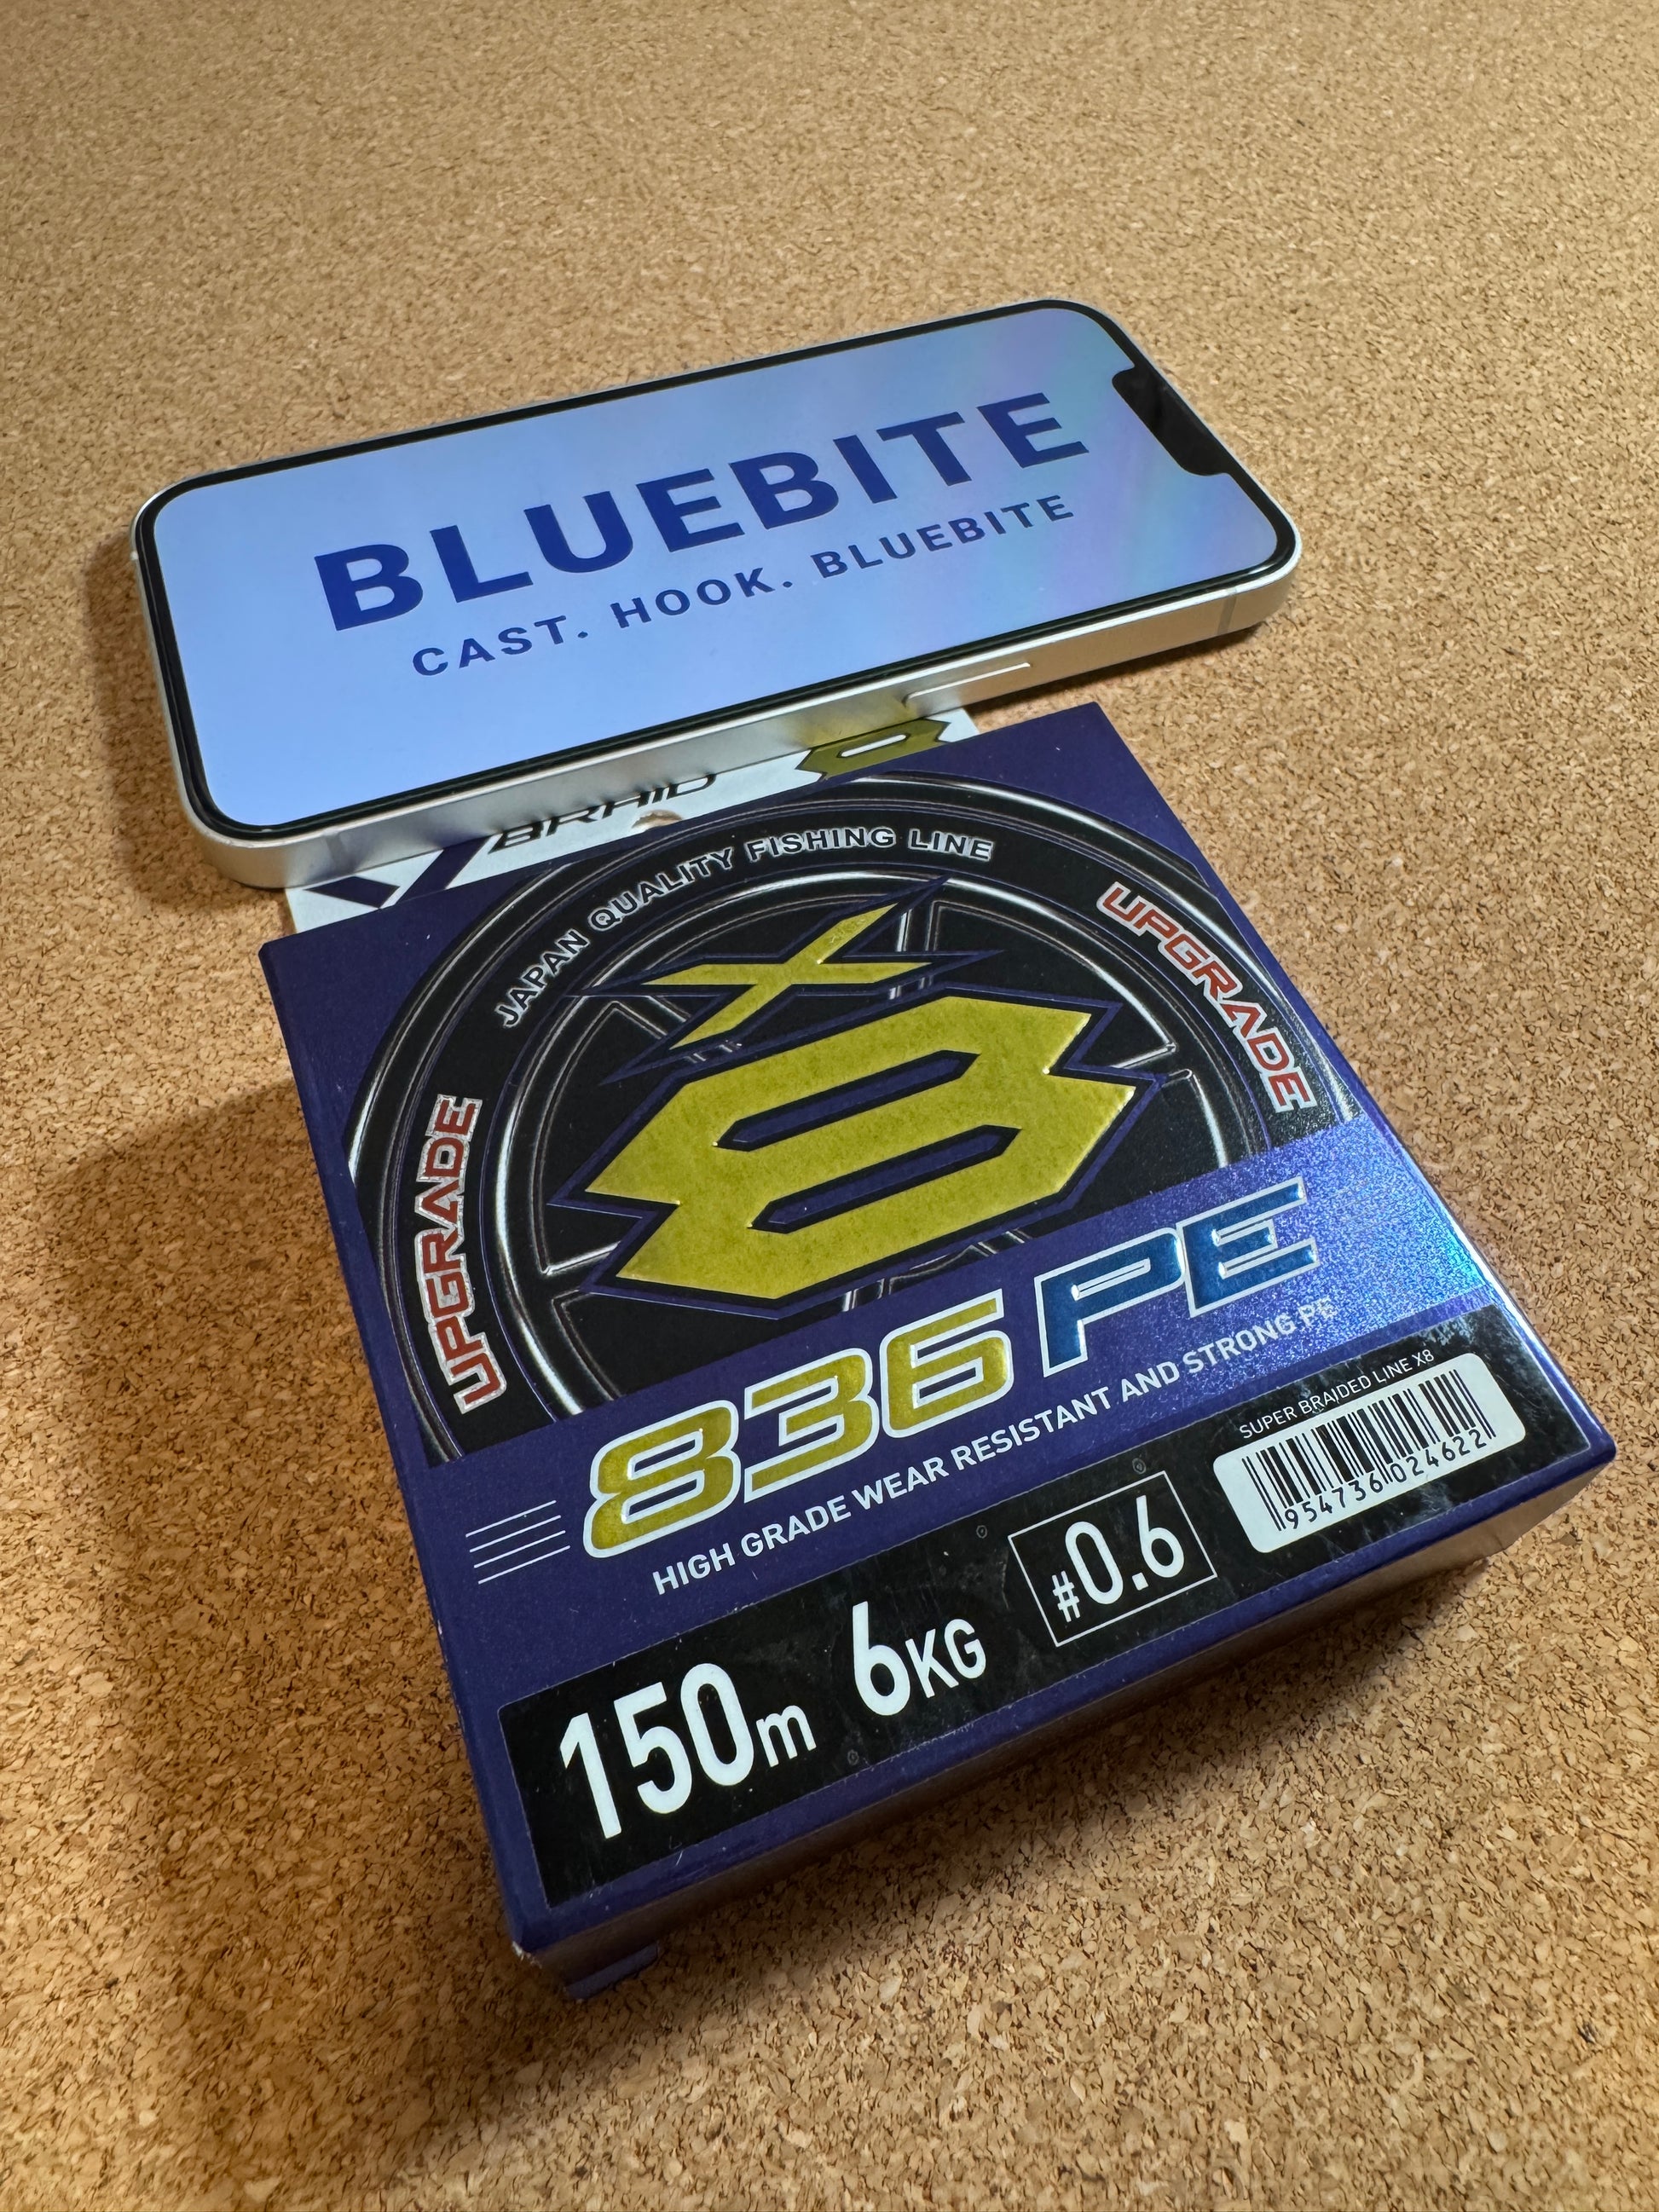 BLUEBITE
CAST. HOOK. BLUEBITE
BRAID 8
JAPAN QUALITY FISHING LINE
UPGRADE
UPGRADE
X8
836 PE
HIGH GRADE WEAR RESISTANT AND STRONG PE
SUPER BRAIDED LINE X8
954736024622
150m 6KG #0.6